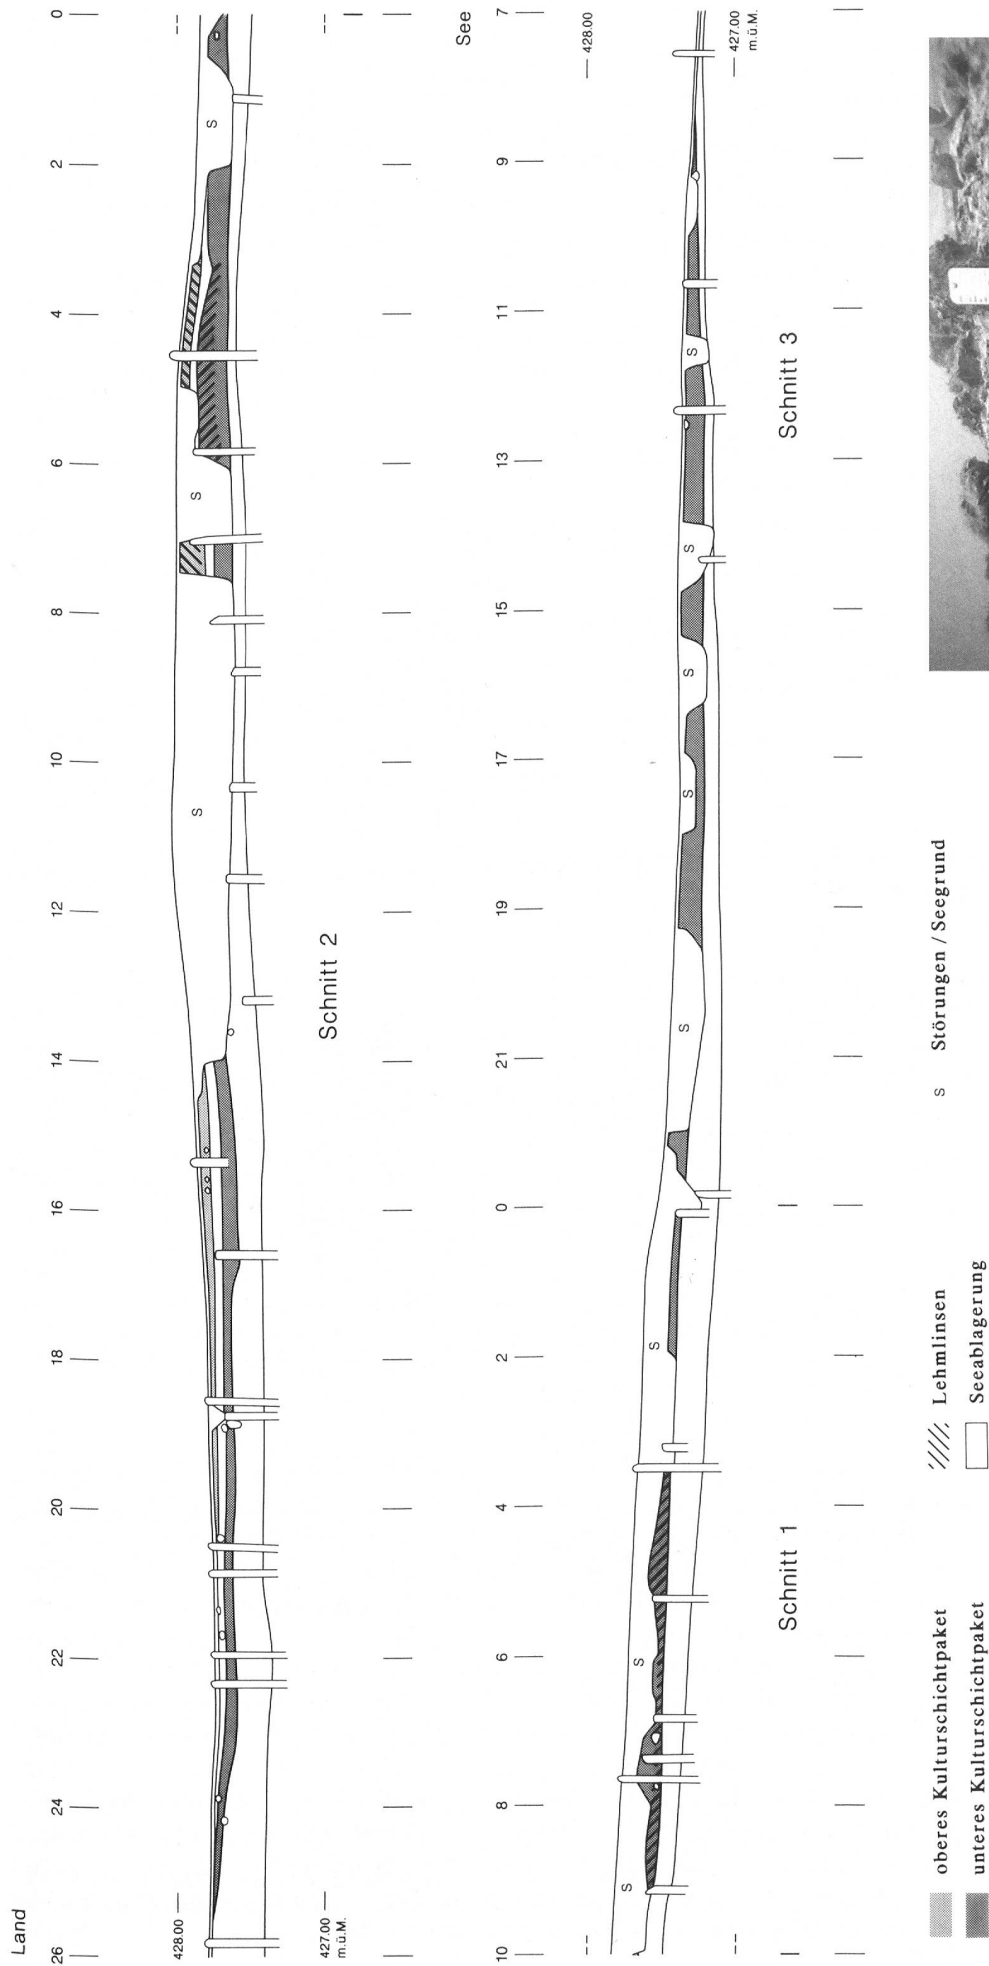 Land
26 24 22 20 18 16 14 12 10 8 6 4 2 0
428.00
S S S
427.00
m.ü.M.
Schnitt 2
See
10 8 6 4 2 0 21 19 17 15 13 11 9 7
428.00
S S S S S S S S
427.00
m.ü.M.
Schnitt 1 Schnitt 3
oberes Kulturschichtpaket
unteres Kulturschichtpaket
Lehmlinsen
Seeablagerung
S Störungen / Seegrund